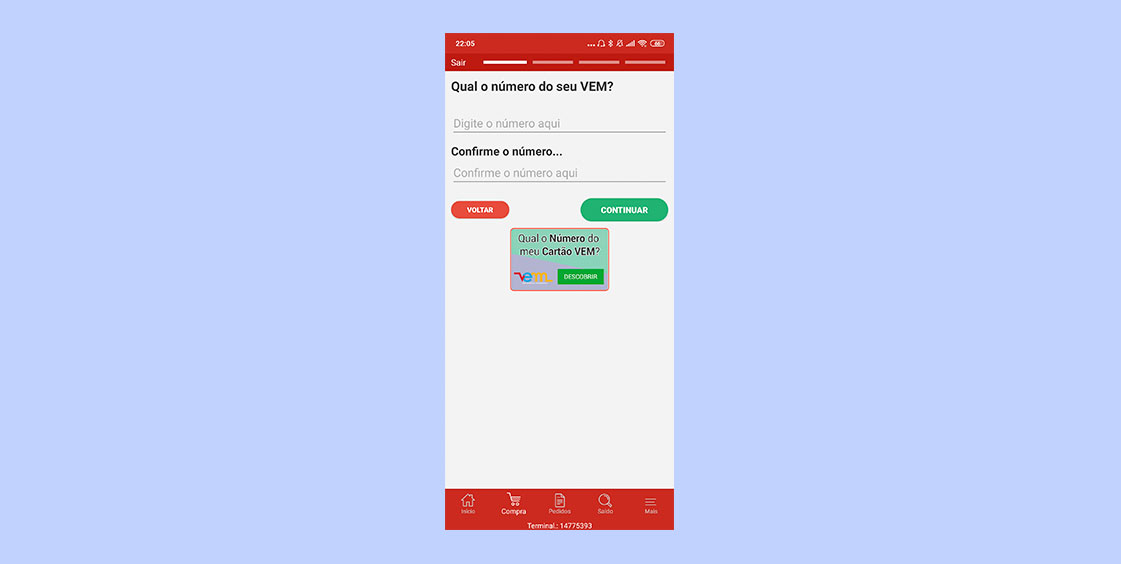 22:05
66
Sair
Qual o número do seu VEM?
Digite o número aqui
Confirme o número...
Confirme o número aqui
VOLTAR
CONTINUAR
Qual o Número do
meu Cartão VEM?
vem
DESCOBRIR
Início
Compra
Pedidos
Saldo
Mais
Terminal.: 14775393